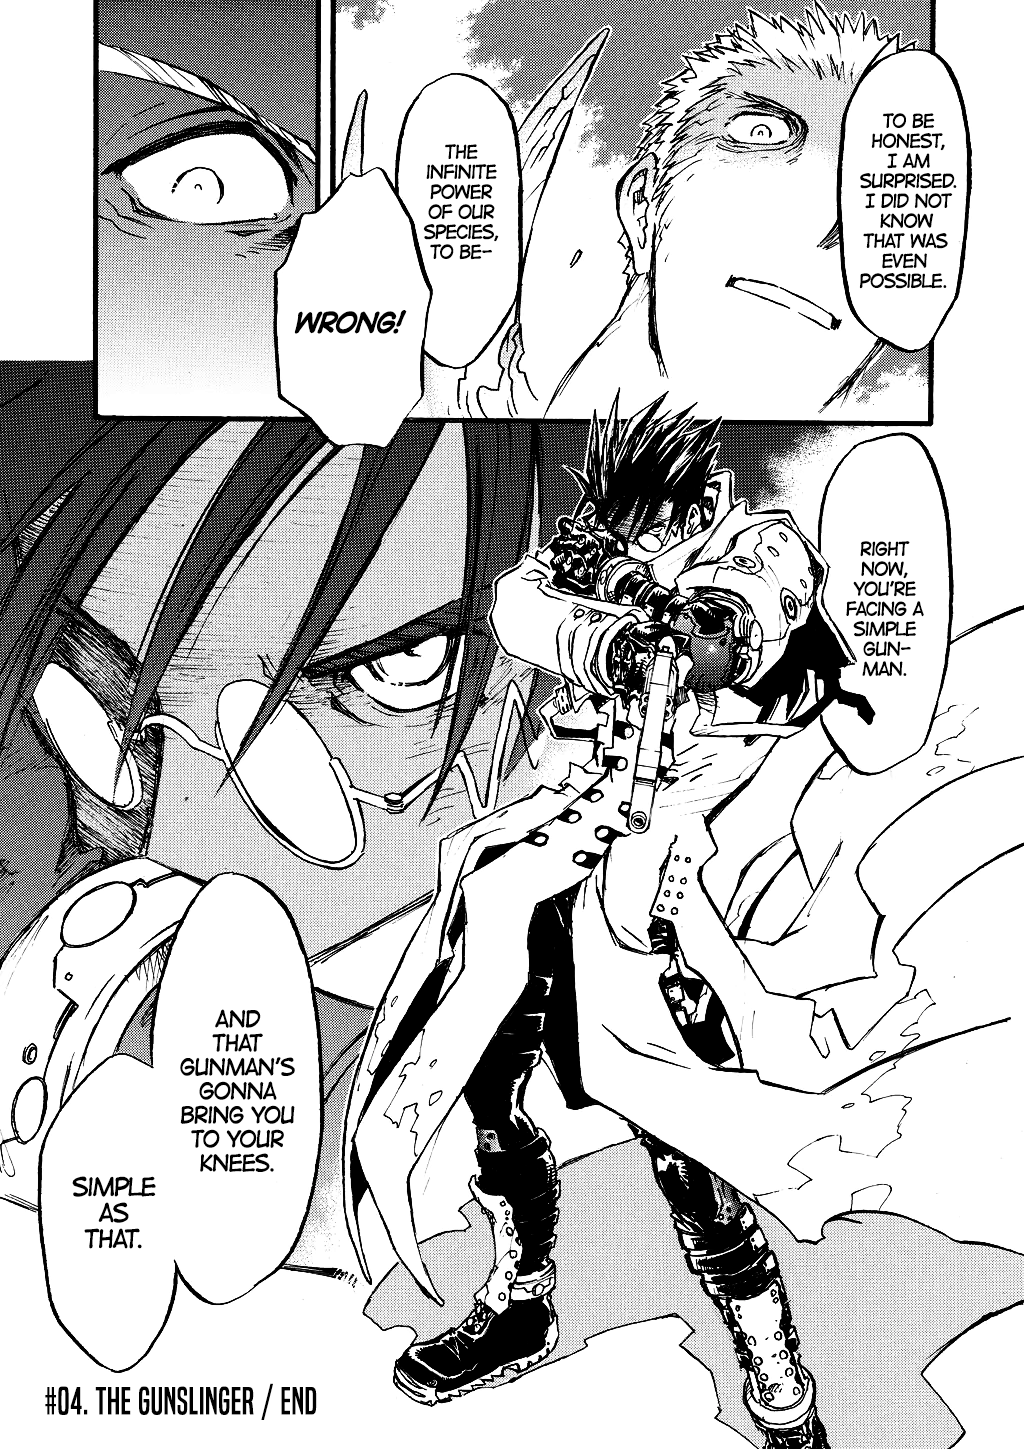 TO BE
HONEST,
I AM
SURPRISED.
I DID NOT
KNOW
THAT WAS
EVEN
POSSIBLE.
THE
INFINITE
POWER
OF OUR
SPECIES,
TO BE-
WRONG!
RIGHT
NOW,
YOU'RE
FACING A
SIMPLE
GUN-
MAN.
AND
THAT
GUNMAN'S
GONNA
BRING YOU
TO YOUR
KNEES.
SIMPLE
AS
THAT.
#04. THE GUNSLINGER / END